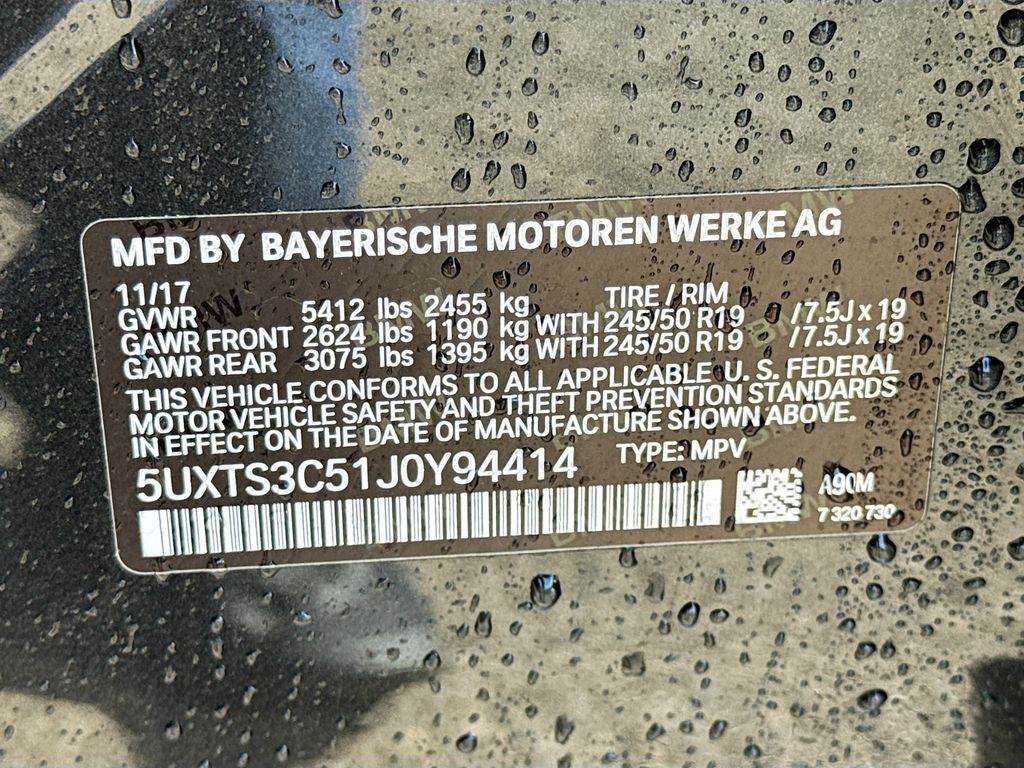 MFD BY BAYERISCHE MOTOREN WERKE AG
11/17 TIRE / RIM
GVWR 5412 lbs 2455 kg
GAWR FRONT 2624 lbs 1190 kg WITH 245/50 R19 /7.5J x 19
GAWR REAR 3075 lbs 1395 kg WITH 245/50 R19 /7.5J x 19
THIS VEHICLE CONFORMS TO ALL APPLICABLE U. S. FEDERAL
MOTOR VEHICLE SAFETY AND THEFT PREVENTION STANDARDS
IN EFFECT ON THE DATE OF MANUFACTURE SHOWN ABOVE.
5UXTS3C51J0Y94414 TYPE: MPV
A90M
7 320 730